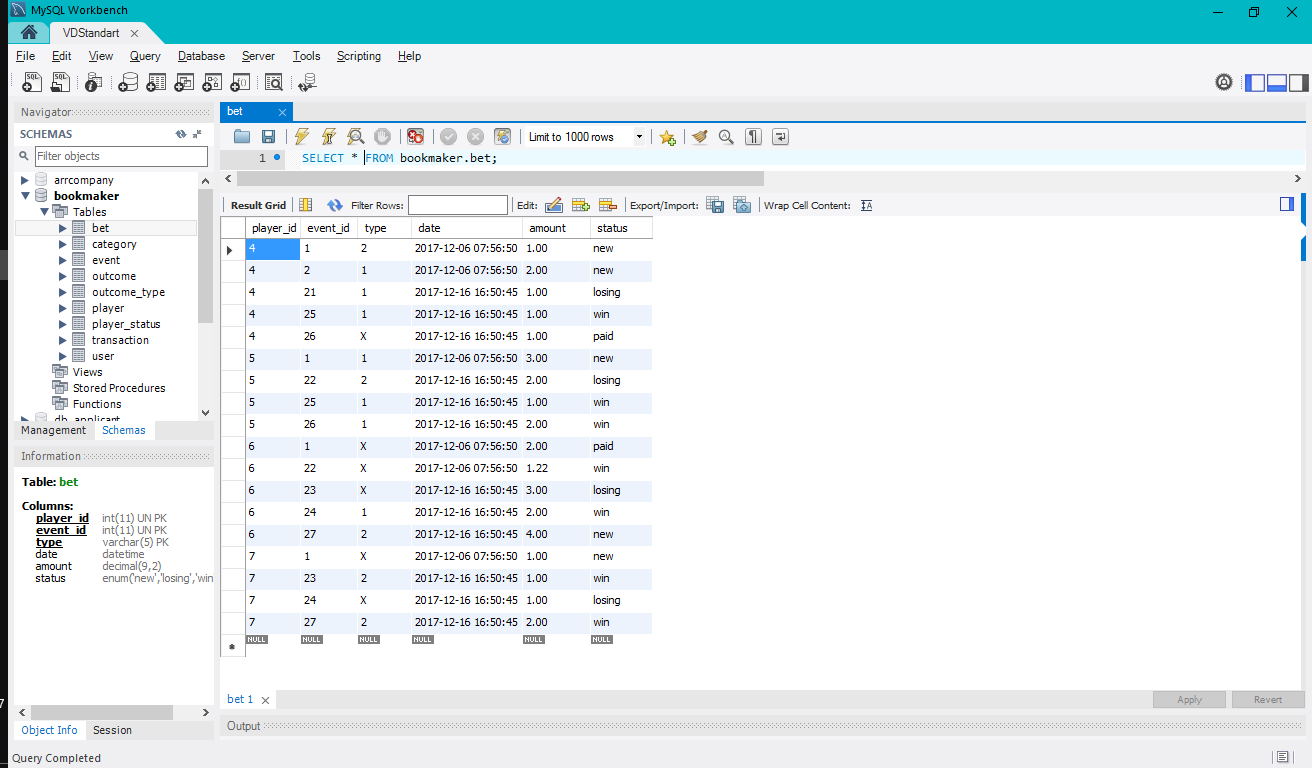 MySQL Workbench
VDStandart
File Edit View Query Database Server Tools Scripting Help
Navigator
SCHEMAS
Filter objects
arrcompany
bookmaker
Tables
bet
category
event
outcome
outcome_type
player
player_status
transaction
user
Views
Stored Procedures
Functions
Management Schemas
Information
Table: bet
Columns:
player_id int(11) UN PK
event_id int(11) UN PK
type varchar(5) PK
date datetime
amount decimal(9,2)
status enum('new','losing','win
Object Info Session
Query Completed
bet
Limit to 1000 rows
1 SELECT * FROM bookmaker.bet;
Result Grid Filter Rows: Edit: Export/Import: Wrap Cell Content:
player_id event_id type date amount status
4 1 2 2017-12-06 07:56:50 1.00 new
4 2 1 2017-12-06 07:56:50 2.00 new
4 21 1 2017-12-16 16:50:45 1.00 losing
4 25 1 2017-12-16 16:50:45 1.00 win
4 26 X 2017-12-16 16:50:45 1.00 paid
5 1 1 2017-12-06 07:56:50 3.00 new
5 22 2 2017-12-16 16:50:45 2.00 losing
5 25 1 2017-12-16 16:50:45 1.00 win
5 26 1 2017-12-16 16:50:45 2.00 win
6 1 X 2017-12-06 07:56:50 2.00 paid
6 22 X 2017-12-06 07:56:50 1.22 win
6 23 X 2017-12-16 16:50:45 3.00 losing
6 24 1 2017-12-16 16:50:45 2.00 win
6 27 2 2017-12-16 16:50:45 4.00 new
7 1 X 2017-12-06 07:56:50 1.00 new
7 23 2 2017-12-16 16:50:45 1.00 win
7 24 X 2017-12-16 16:50:45 1.00 losing
7 27 2 2017-12-16 16:50:45 2.00 win
NULL NULL NULL NULL NULL NULL
bet 1
Apply Revert
Output